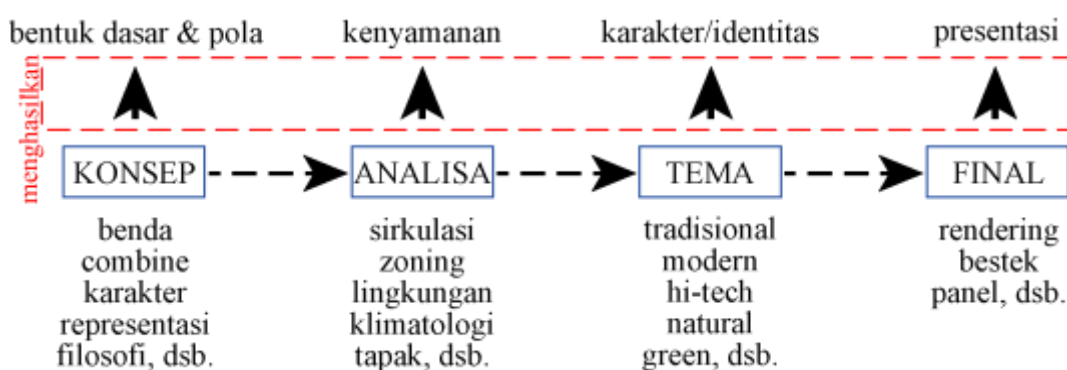 bentuk dasar & pola
kenyamanan
karakter/identitas
presentasi
menghasilkan
KONSEP
ANALISA
TEMA
FINAL
benda
combine
karakter
representasi
filosofi, dsb.
sirkulasi
zoning
lingkungan
klimatologi
tapak, dsb.
tradisional
modern
hi-tech
natural
green, dsb.
rendering
bestek
panel, dsb.